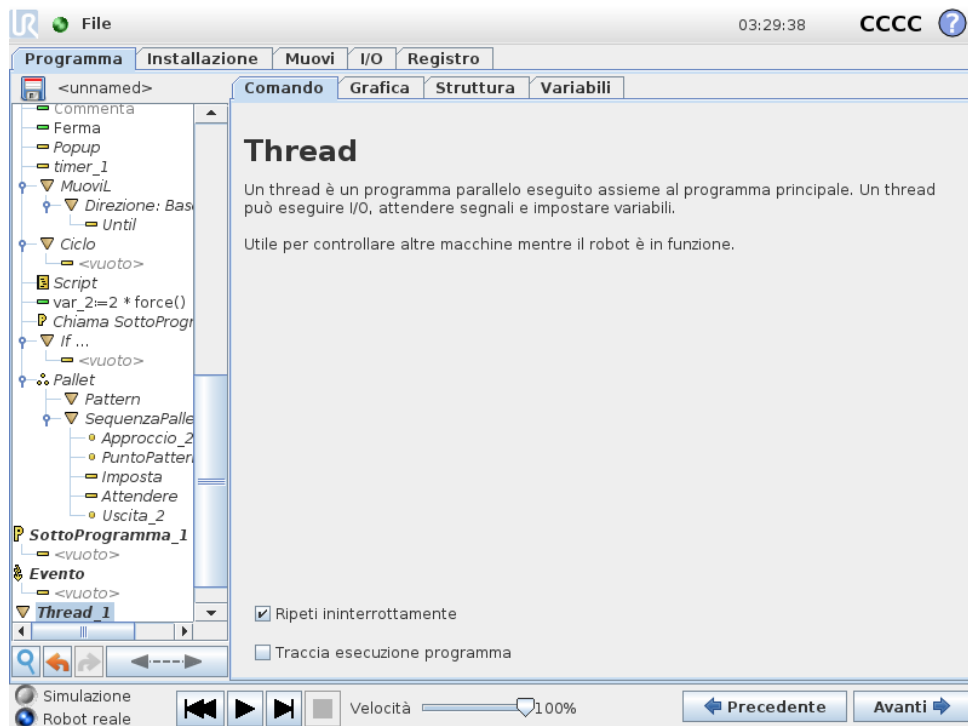 UR File 03:29:38 CCCC ?
Programma Installazione Muovi I/O Registro
<unnamed>
Comando Grafica Struttura Variabili
Commenta
Ferma
Popup
timer_1
MuoviL
Direzione: Bas
Until
Ciclo
<vuoto>
Script
var_2:=2 * force()
Chiama SottoProgr
If ...
<vuoto>
Pallet
Pattern
SequenzaPalle
Approccio_2
PuntoPatter
Imposta
Attendere
Uscita_2
P SottoProgramma_1
<vuoto>
Evento
<vuoto>
Thread_1
Thread
Un thread è un programma parallelo eseguito assieme al programma principale. Un thread
può eseguire I/O, attendere segnali e impostare variabili.
Utile per controllare altre macchine mentre il robot è in funzione.
Ripeti ininterrottamente
Traccia esecuzione programma
Simulazione
Robot reale
Velocità 100%
Precedente Avanti